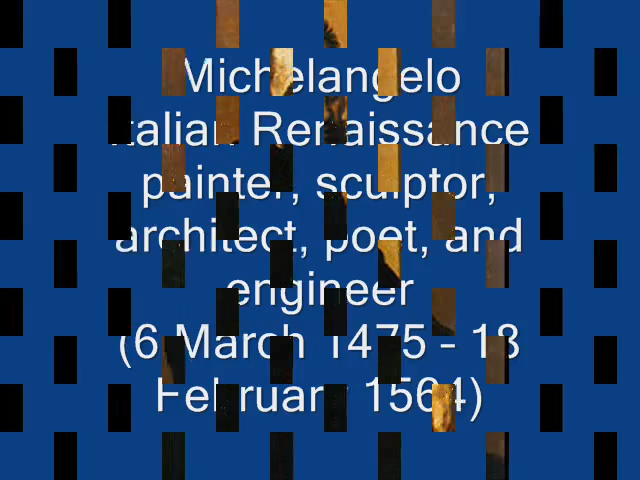 Michelangelo
Italian Renaissance
painter, sculptor,
architect, poet, and
engineer
(6 March 1475 - 18
February 1564)